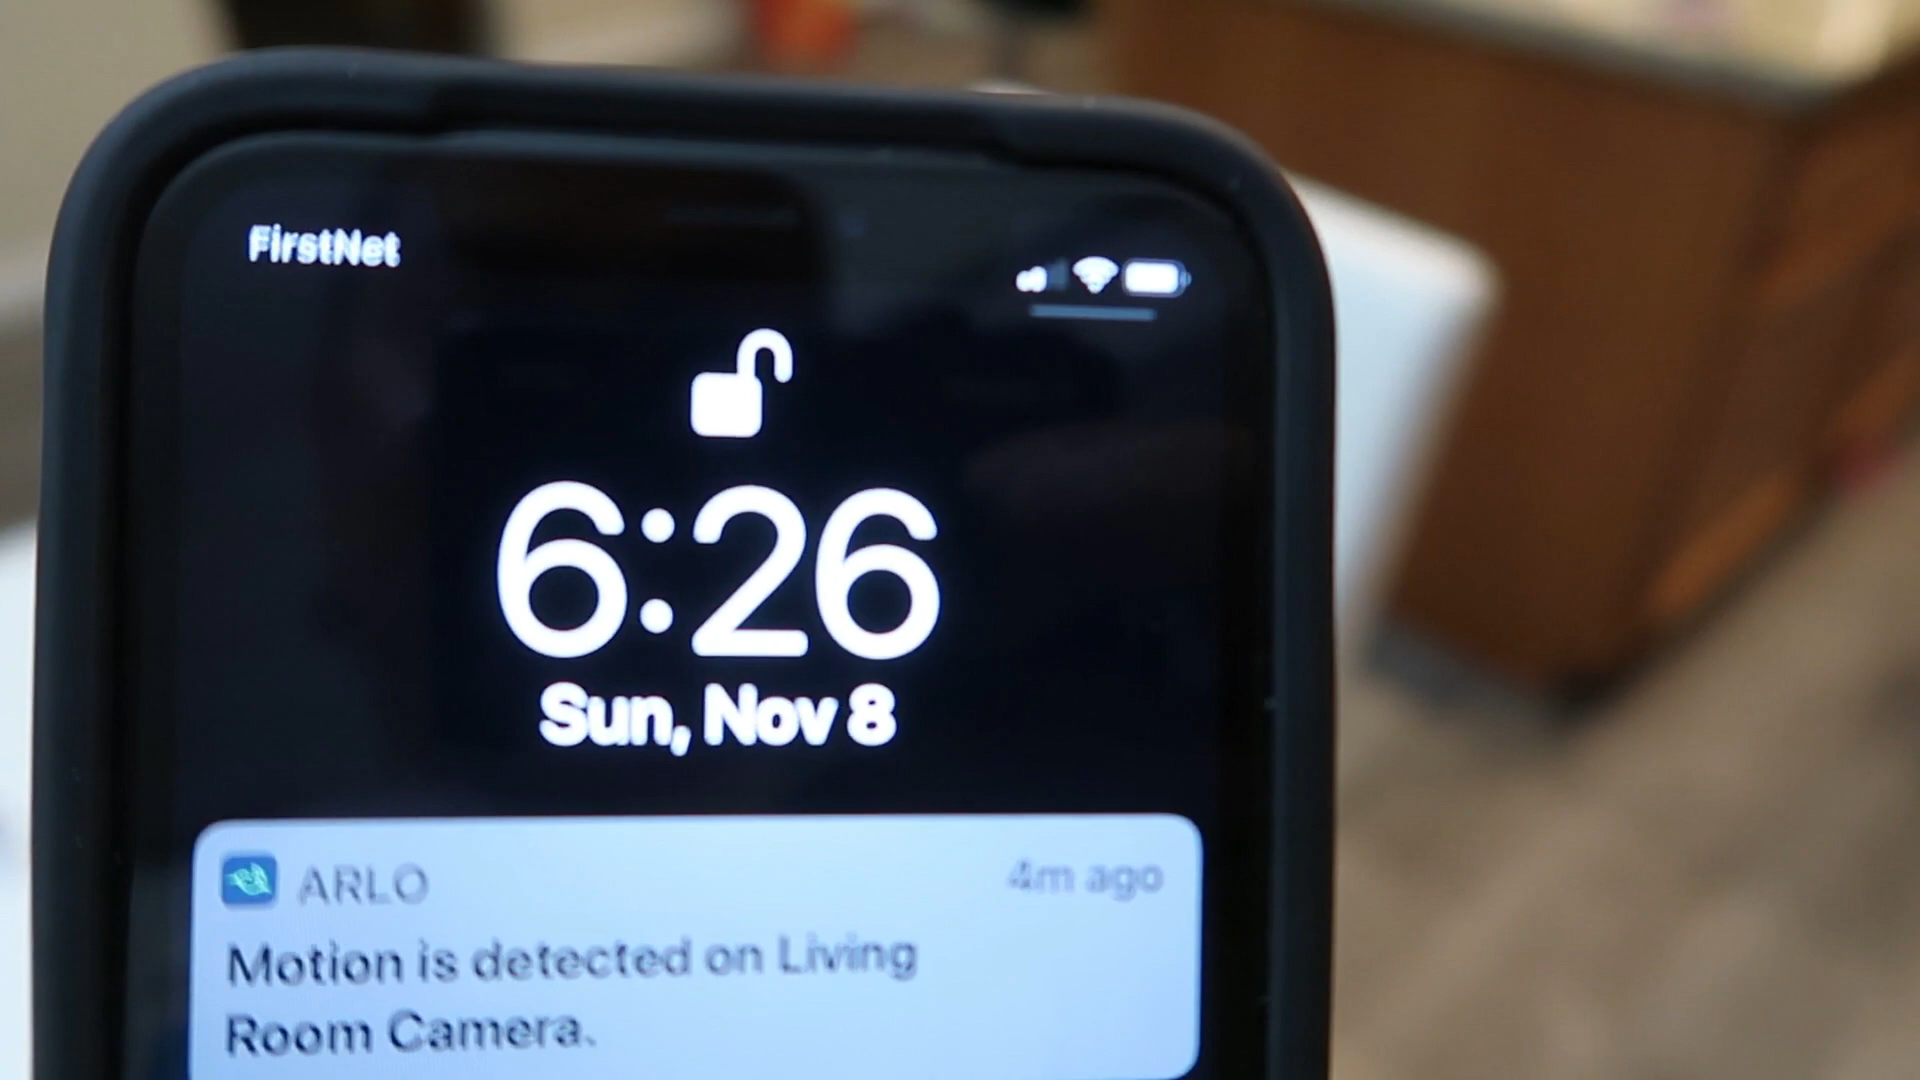 FirstNet
6:26
Sun, Nov 8
ARLO
4m ago
Motion is detected on Living
Room Camera.